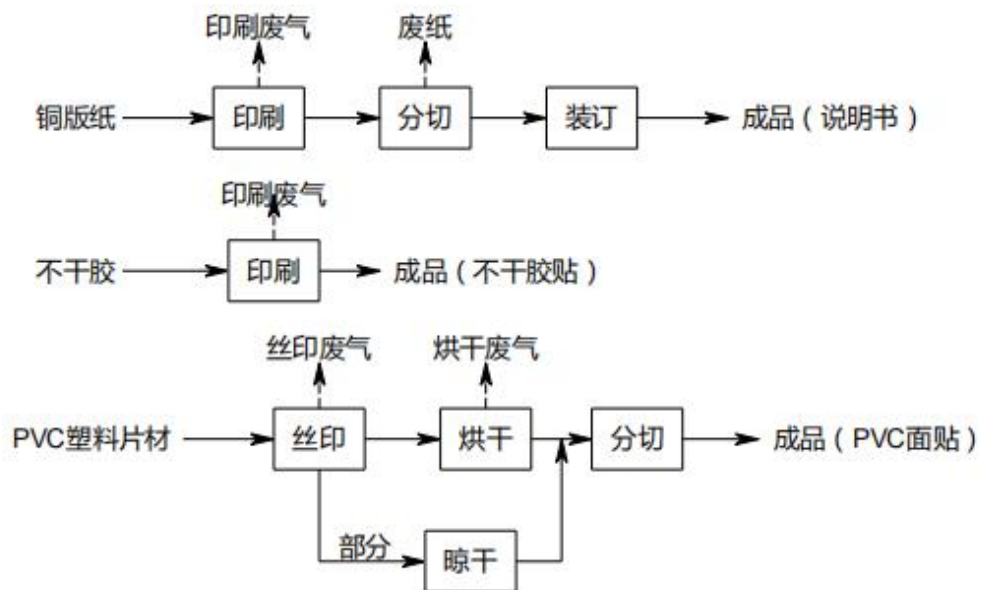 印刷废气
废纸
铜版纸
印刷
分切
装订
成品（说明书）
印刷废气
不干胶
印刷
成品（不干胶贴）
丝印废气
烘干废气
PVC塑料片材
丝印
烘干
分切
成品（PVC面贴）
部分
晾干